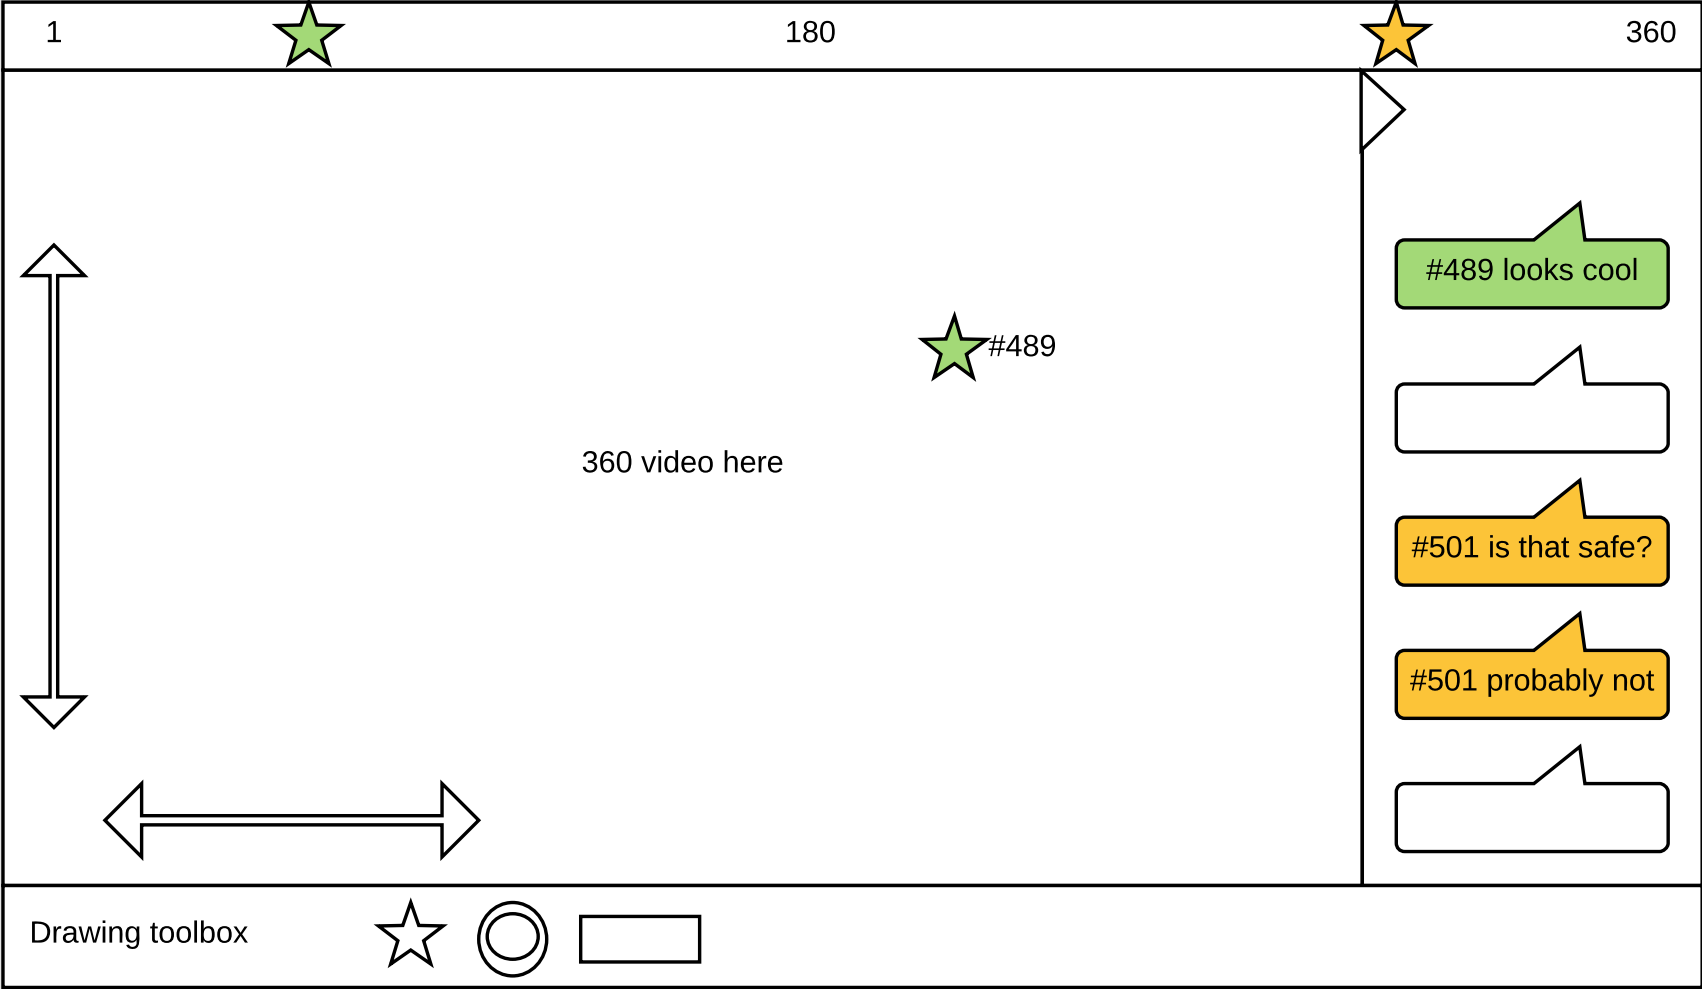 1
180
360
#489 looks cool
#489
360 video here
#501 is that safe?
#501 probably not
Drawing toolbox